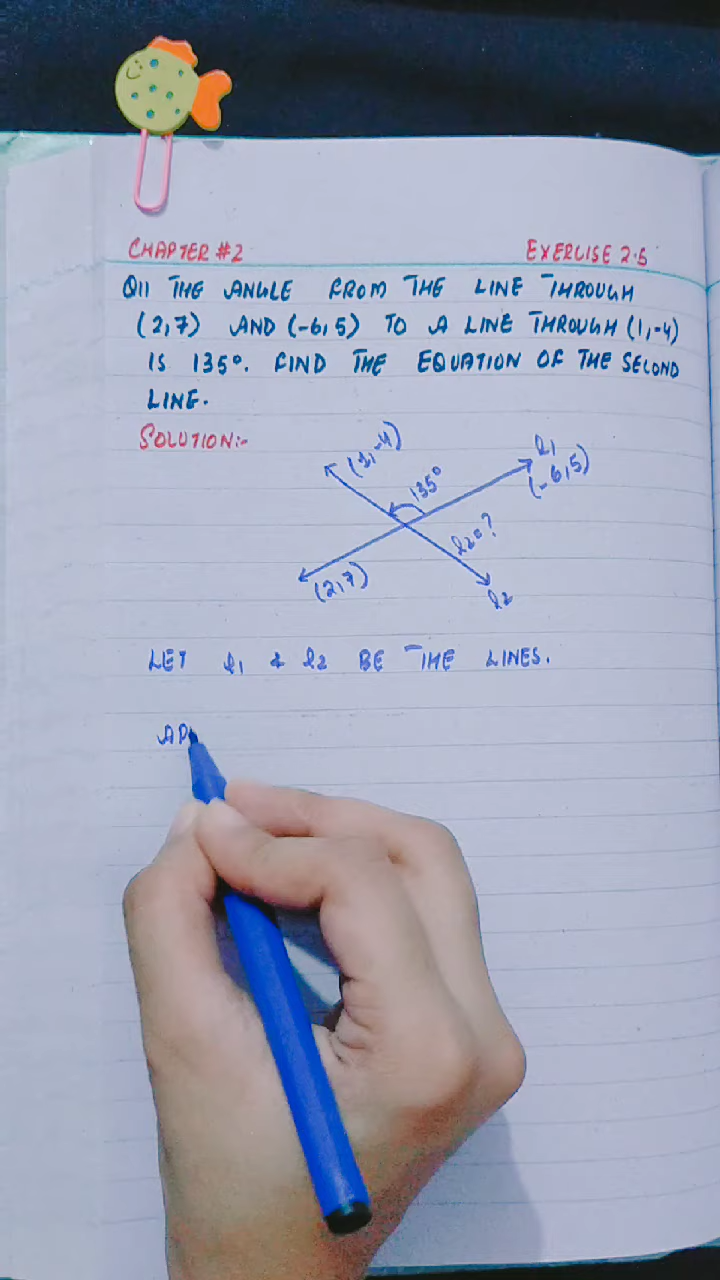 CHAPTER #2 EXERCISE 2.5
Q11 THE ANGLE FROM THE LINE THROUGH
(2,7) AND (-6,5) TO A LINE THROUGH (1,-4)
IS 135°. FIND THE EQUATION OF THE SECOND
LINE.
SOLUTION:-
(1,-4)
l1
135°
(-6,5)
l2=?
(2,7)
l2
LET l1 & l2 BE THE LINES.
AP